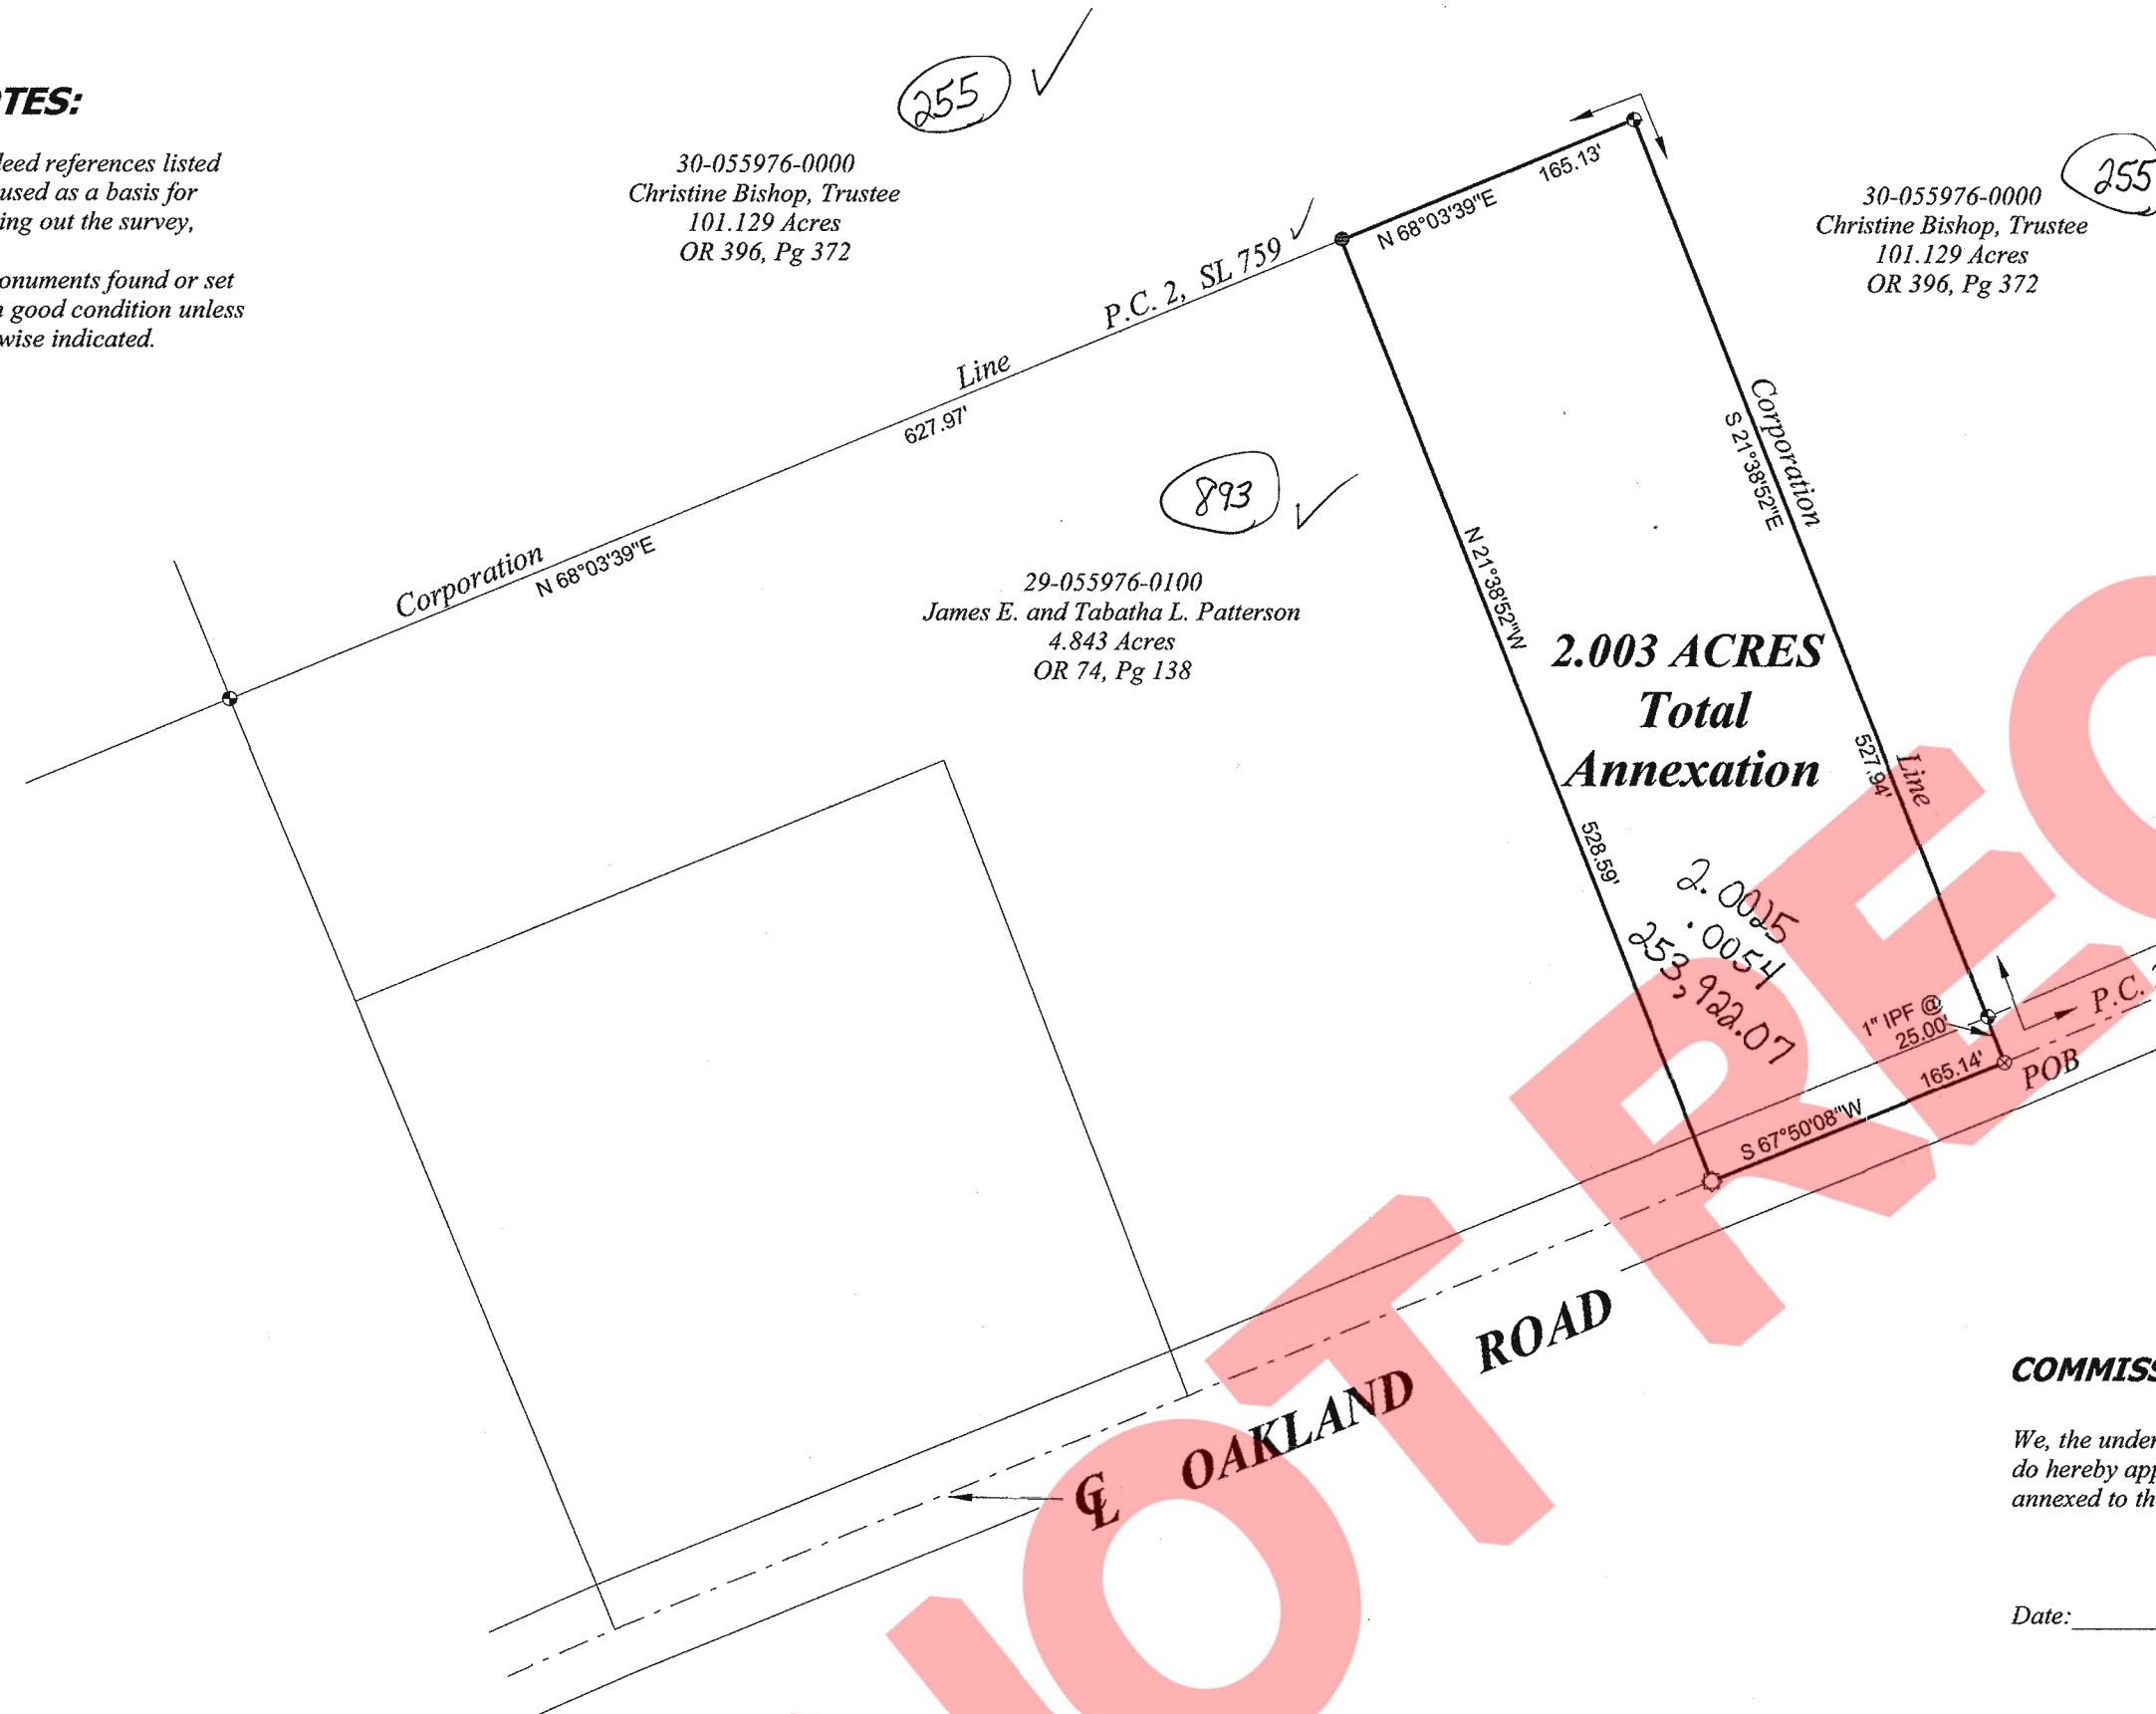 TES:
leed references listed
used as a basis for
ing out the survey,
onuments found or set
n good condition unless
wise indicated.
255
30-055976-0000
Christine Bishop, Trustee
101.129 Acres
OR 396, Pg 372
165.13'
N 68°03'39"E
255
30-055976-0000
Christine Bishop, Trustee
101.129 Acres
OR 396, Pg 372
Corporation Line P.C. 2, SL 759
N 68°03'39"E
627.97'
893
29-055976-0100
James E. and Tabatha L. Patterson
4.843 Acres
OR 74, Pg 138
Corporation Line
S 21°38'52"E
527.94'
N 21°38'52"W
528.59'
2.003 ACRES
Total
Annexation
2.0025
.0054
253,922.07
1" IPF @
25.00'
P.C.
165.14'
POB
S 67°50'08"W
℄ OAKLAND ROAD
COMMISS
We, the under
do hereby app
annexed to th
Date:
OT REC